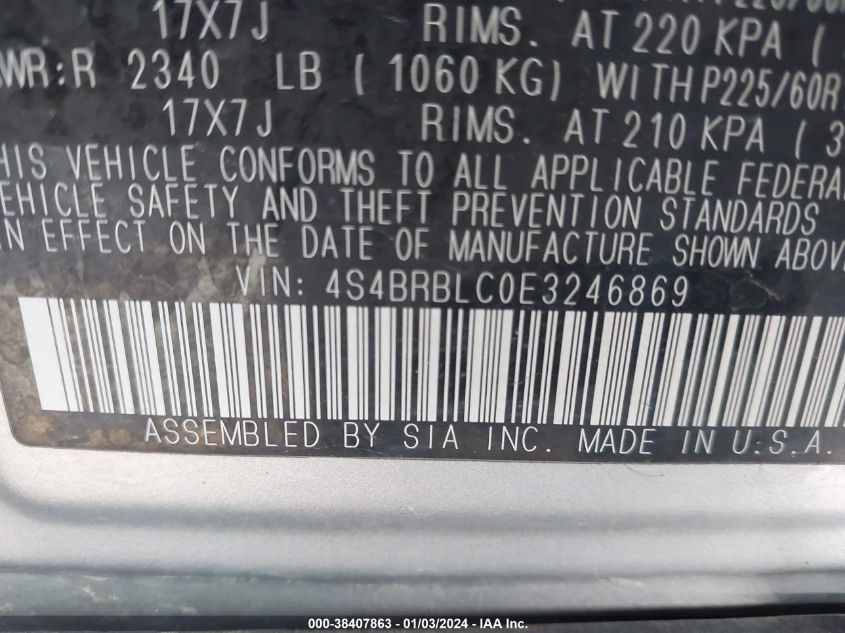 17X7J RIMS. AT 220 KPA (
WR:R 2340 LB ( 1060 KG) WITH P225/60R
17X7J RIMS. AT 210 KPA ( 3
HIS VEHICLE CONFORMS TO ALL APPLICABLE FEDERA
EHICLE SAFETY AND THEFT PREVENTION STANDARDS
IN EFFECT ON THE DATE OF MANUFACTURE SHOWN ABOV
VIN: 4S4BRBLC0E3246869
ASSEMBLED BY SIA INC. MADE IN U.S.A.
000-38407863 - 01/03/2024 - IAA Inc.